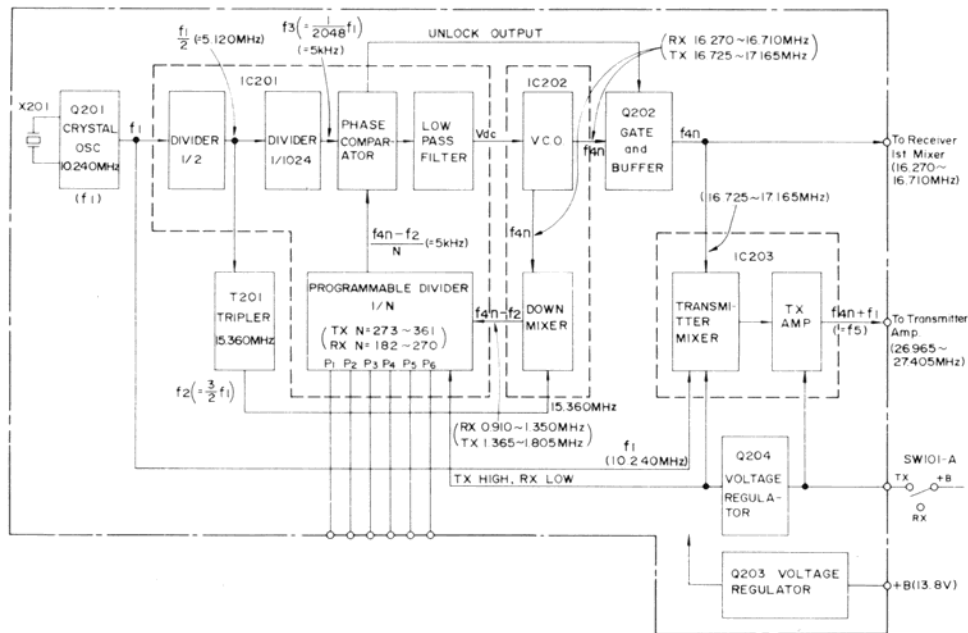 f1/2 (=5.120MHz)
f3(=1/2048 f1)
(=5kHz)
UNLOCK OUTPUT
( RX 16.270~16.710MHz
TX 16.725~17.165MHz )
X201
Q201
CRYSTAL
OSC
10.240MHz
(f1)
f1
IC201
DIVIDER
1/2
DIVIDER
1/1024
PHASE
COMPAR-
ATOR
LOW
PASS
FILTER
Vdc
IC202
V.C.O.
f4n
Q202
GATE
and
BUFFER
f4n
To Receiver
1st Mixer
(16.270~
16.710MHz)
(16.725~17.165MHz)
f4n-f2/N (=5kHz)
f4n
IC203
T201
TRIPLER
15.360MHz
PROGRAMMABLE DIVIDER
1/N
( TX N=273~361
RX N=182~270 )
P1 P2 P3 P4 P5 P6
f4n-f2
DOWN
MIXER
TRANSMI-
TTER
MIXER
TX
AMP
f4n+f1
(=f5)
To Transmitter
Amp.
(26.965~
27.405MHz)
f2(=3/2 f1)
15.360MHz
( RX 0.910~1.350MHz
TX 1.365~1.805MHz )
f1
(10.240MHz)
TX HIGH, RX LOW
Q204
VOLTAGE
REGULA-
TOR
SW101-A
TX
+B
RX
Q203 VOLTAGE
REGULATOR
+B(13.8V)